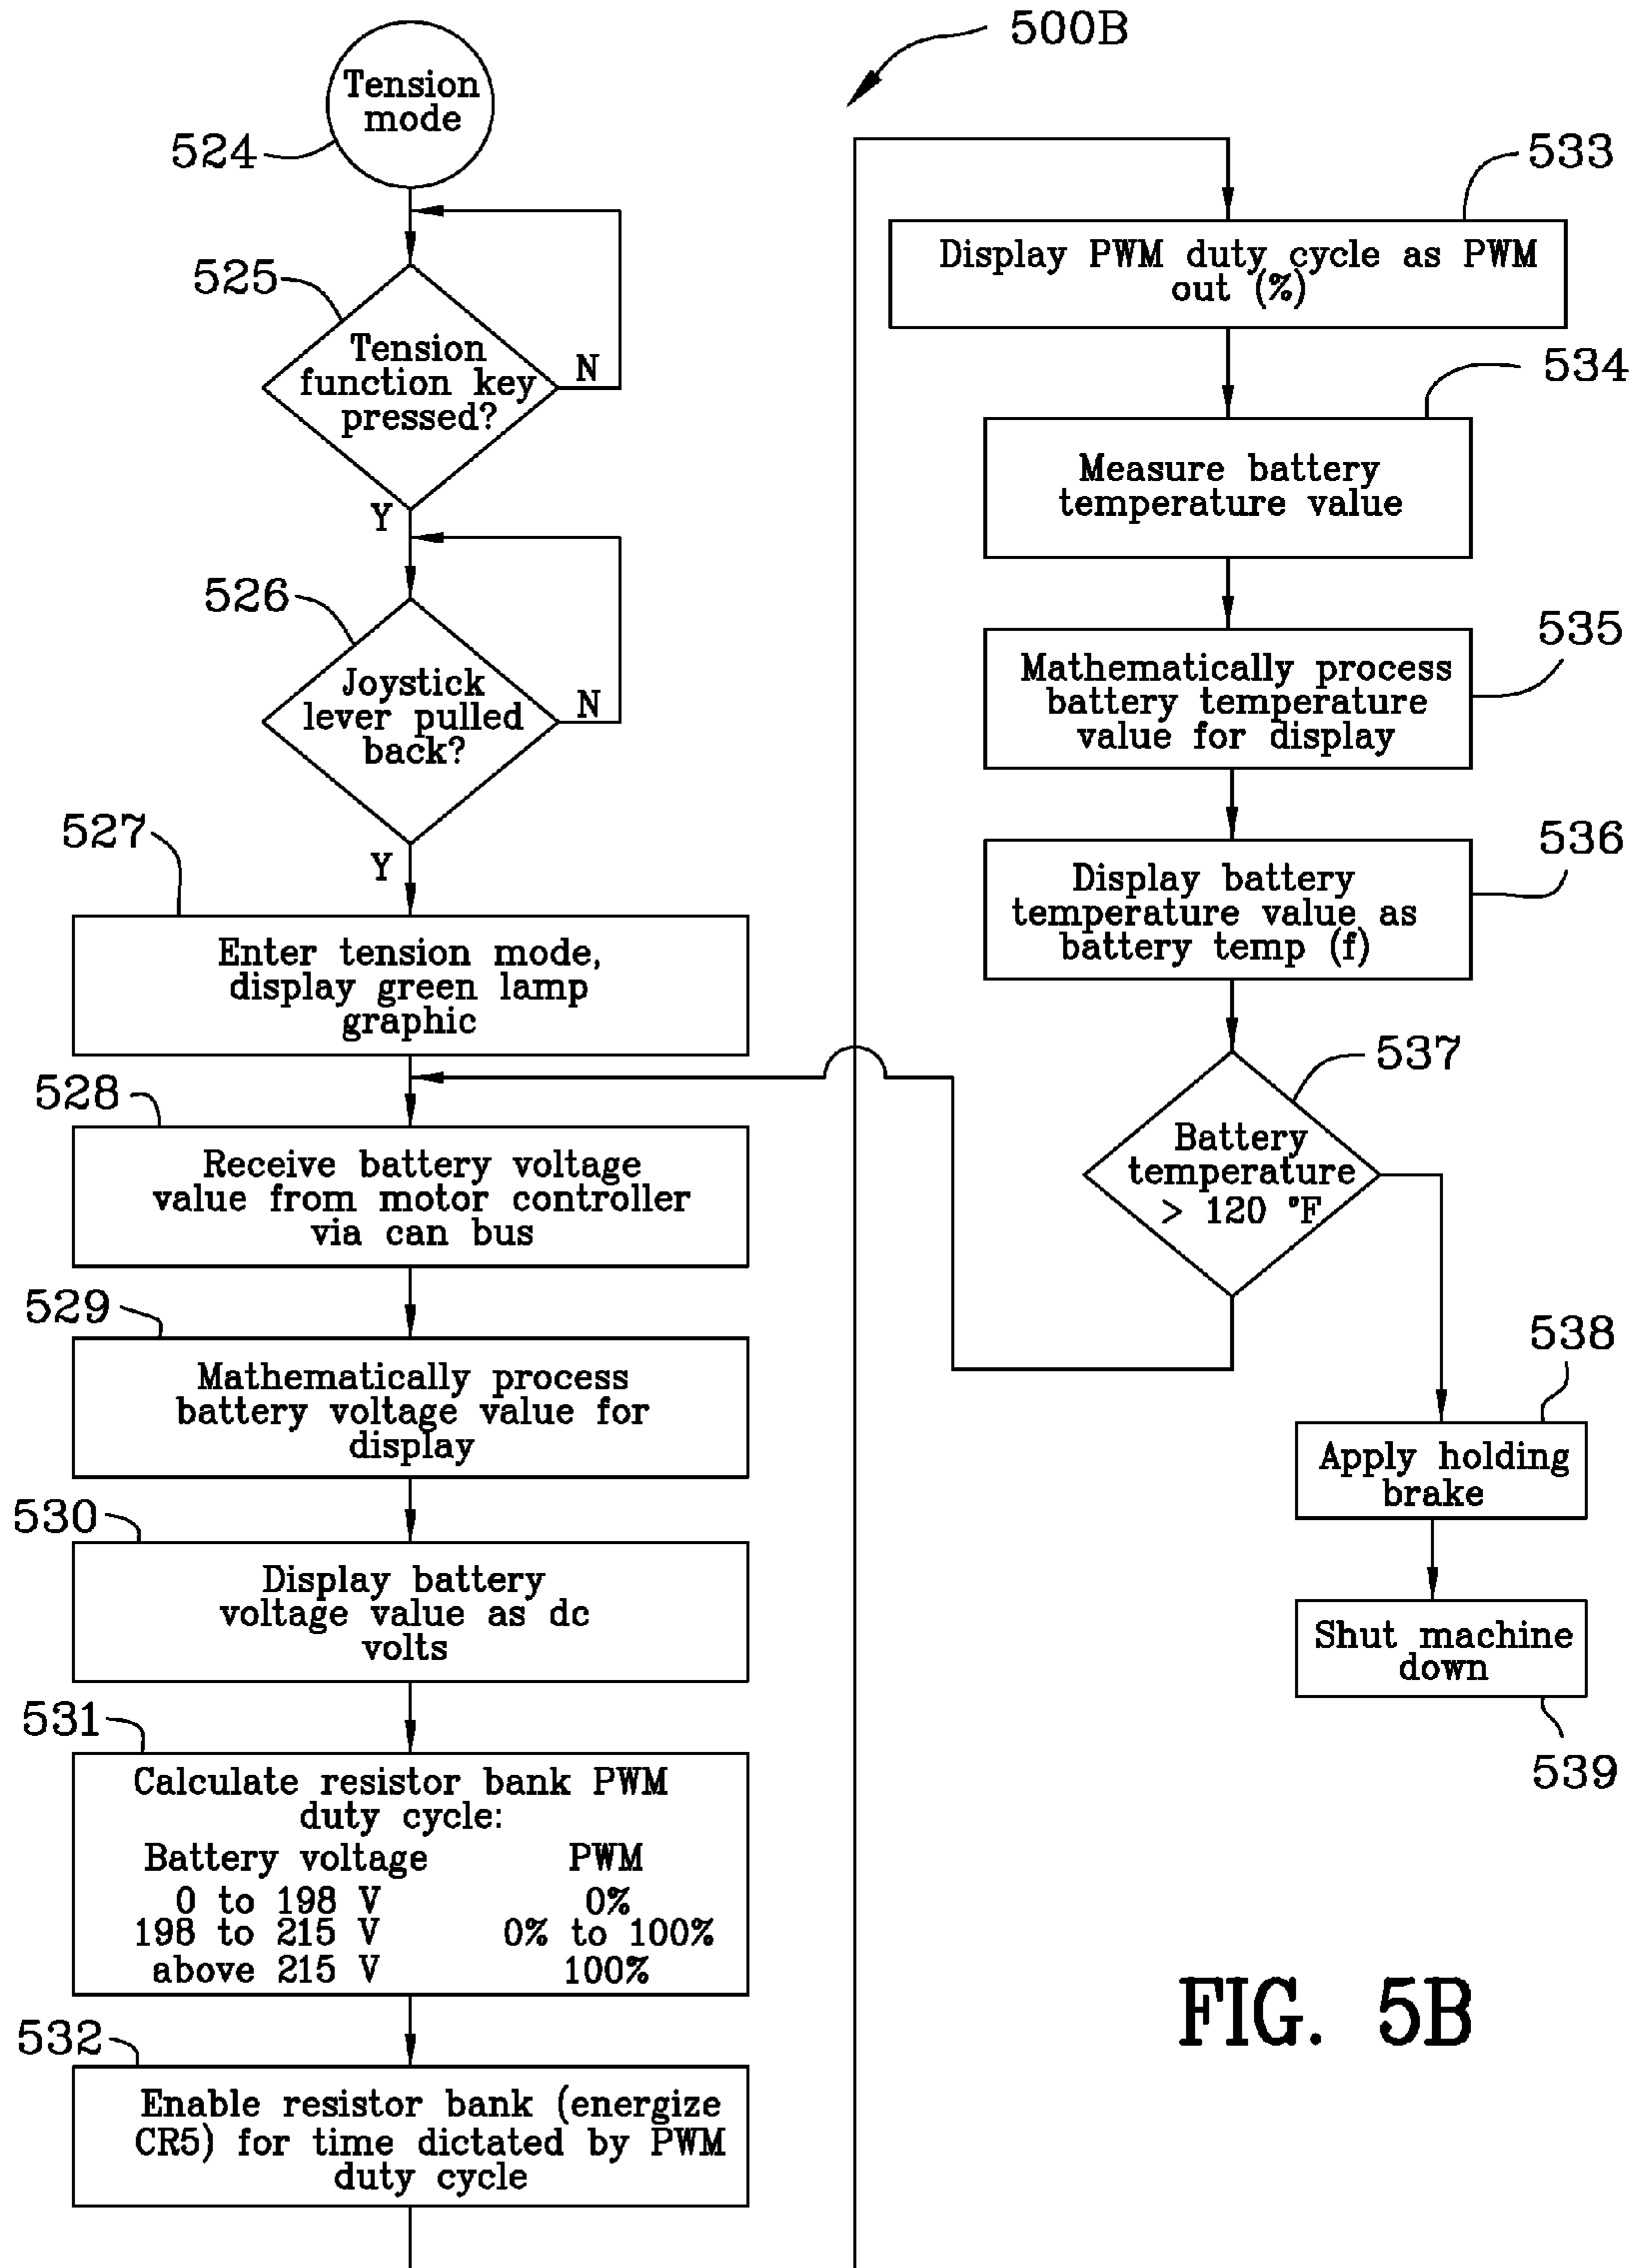 500B
Tension
mode
524
525
Tension
function key
pressed?
N
Y
526
Joystick
lever pulled
back?
N
Y
527
Enter tension mode,
display green lamp
graphic
528
Receive battery voltage
value from motor controller
via can bus
529
Mathematically process
battery voltage value for
display
530
Display battery
voltage value as dc
volts
531
Calculate resistor bank PWM
duty cycle:
Battery voltage PWM
0 to 198 V 0%
198 to 215 V 0% to 100%
above 215 V 100%
532
Enable resistor bank (energize
CR5) for time dictated by PWM
duty cycle
533
Display PWM duty cycle as PWM
out (%)
534
Measure battery
temperature value
535
Mathematically process
battery temperature
value for display
536
Display battery
temperature value as
battery temp (f)
537
Battery
temperature
> 120 °F
538
Apply holding
brake
Shut machine
down
539
FIG. 5B